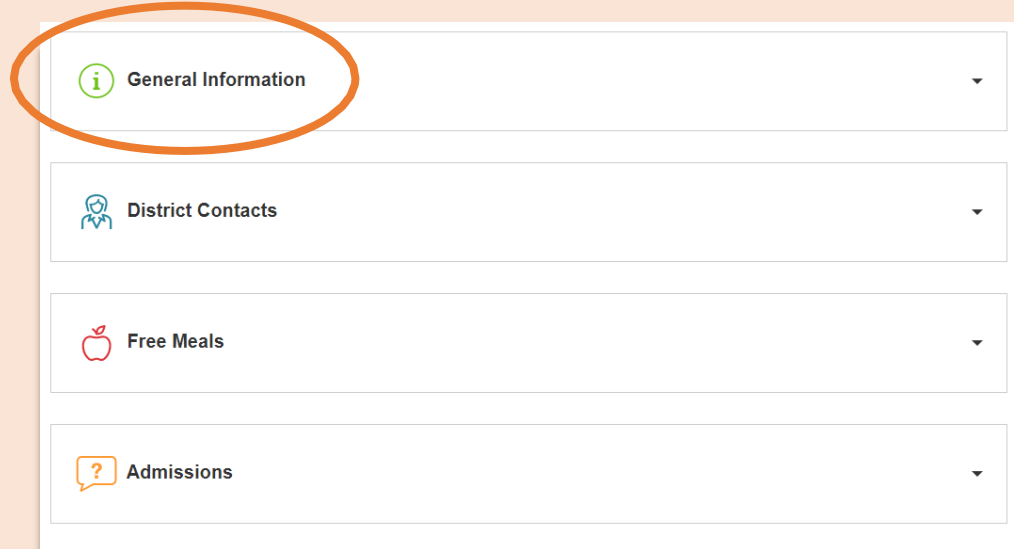 General Information
District Contacts
Free Meals
Admissions